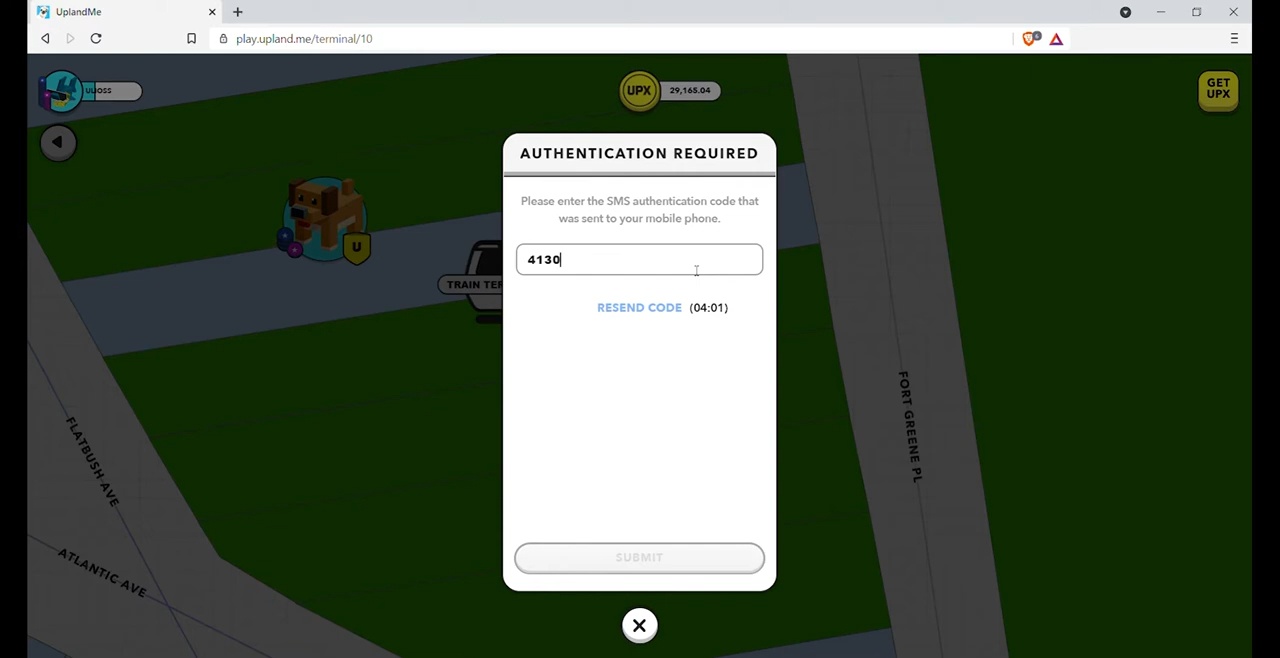 UplandMe
play.upland.me/terminal/10
UPX
29,165.04
GET
UPX
AUTHENTICATION REQUIRED
Please enter the SMS authentication code that
was sent to your mobile phone.
4130
RESEND CODE (04:01)
SUBMIT
U
TRAIN TER
FLATBUSH AVE
ATLANTIC AVE
FORT GREENE PL